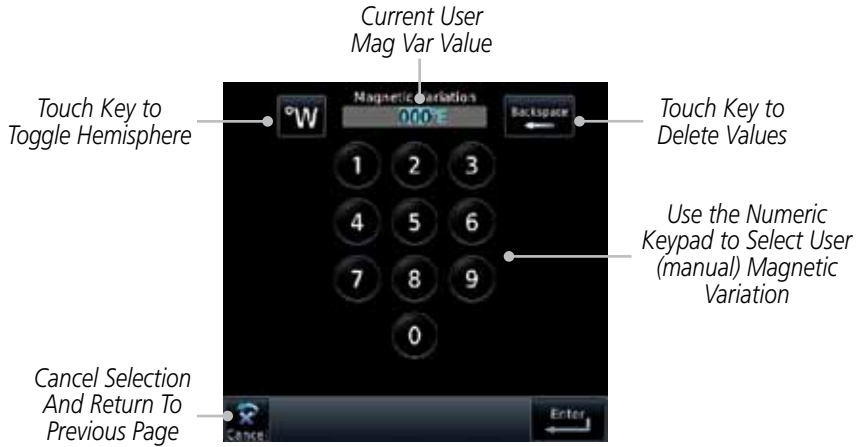 Current User
Mag Var Value
Touch Key to
Toggle Hemisphere
°W
Magnetic Variation
000°E
Backspace
Touch Key to
Delete Values
1 2 3
4 5 6
7 8 9
0
Use the Numeric
Keypad to Select User
(manual) Magnetic
Variation
Cancel Selection
And Return To
Previous Page
Cancel
Enter